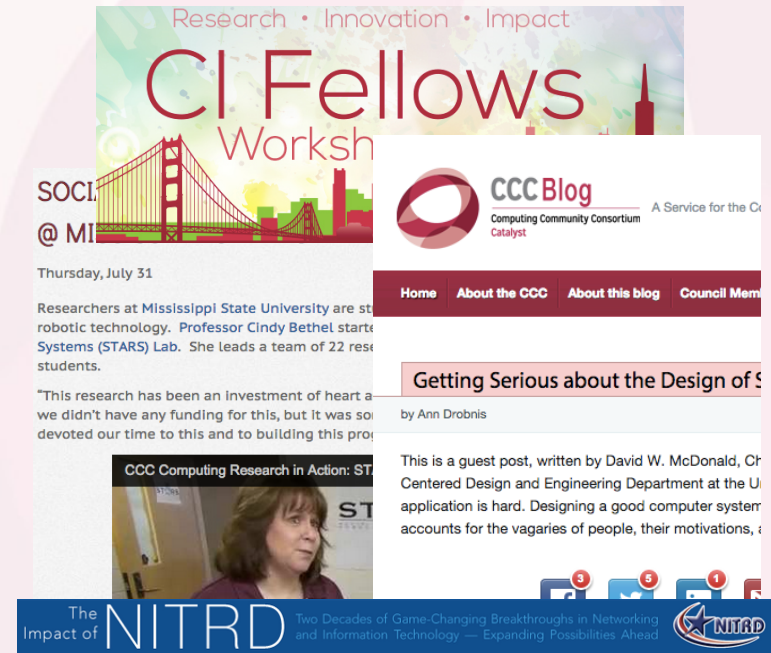 Research • Innovation • Impact
CI Fellows
Worksh
SOCI
@ MI
Thursday, July 31
Researchers at Mississippi State University are
robotic technology. Professor Cindy Bethel starte
Systems (STARS) Lab. She leads a team of 22 rese
students.
"This research has been an investment of heart a
we didn't have any funding for this, but it was so
devoted our time to this and to building this pro
CCC Computing Research in Action: ST
ST
CCC Blog
Computing Community Consortium
Catalyst
A Service for the Co
Home About the CCC About this blog Council Mem
Getting Serious about the Design of S
by Ann Drobnis
This is a guest post, written by David W. McDonald, Ch
Centered Design and Engineering Department at the U
application is hard. Designing a good computer system
accounts for the vagaries of people, their motivations, a
3 5 1
The
Impact of
NITRD
Two Decades of Game-Changing Breakthroughs in Networking
and Information Technology — Expanding Possibilities Ahead
NITRD